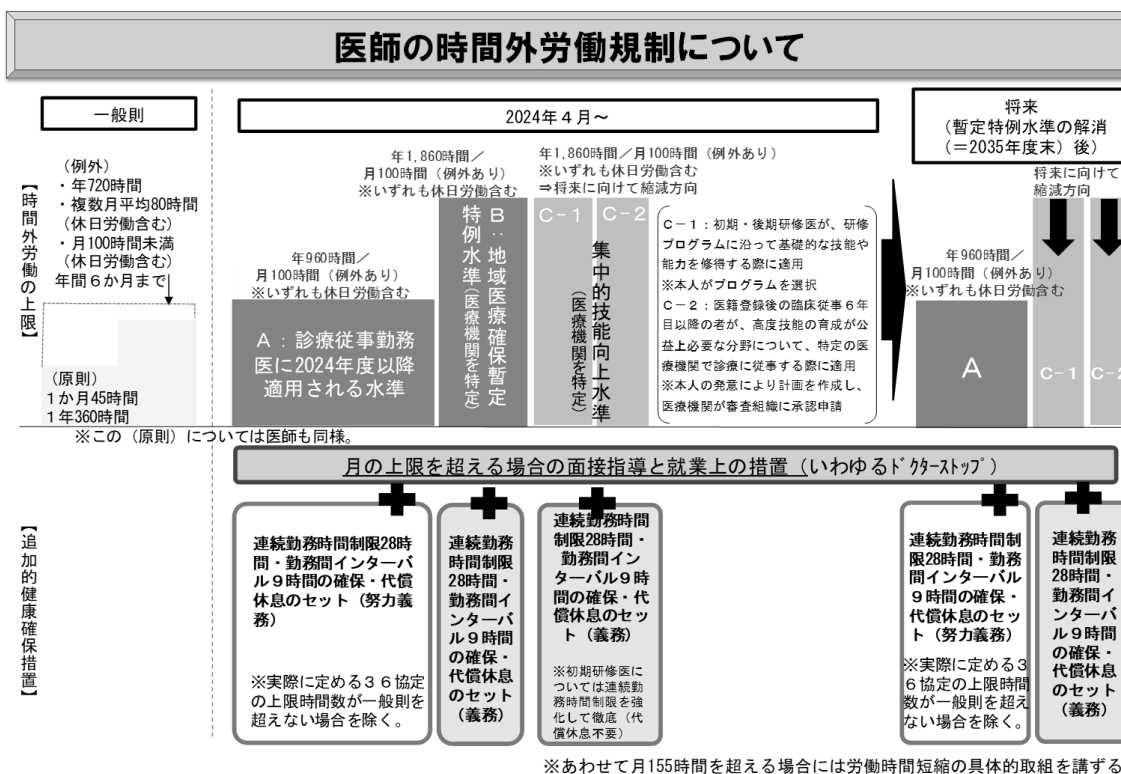 医師の時間外労働規制について
一般則
2024年４月～
将来
（暫定特例水準の解消
（＝2035年度末）後）
【時間外労働の上限】
（例外）
・年720時間
・複数月平均80時間
（休日労働含む）
・月100時間未満
（休日労働含む）
年間６か月まで
（原則）
１か月45時間
１年360時間
※この（原則）については医師も同様。
年960時間／
月100時間（例外あり）
※いずれも休日労働含む
Ａ：診療従事勤務
医に2024年度以降
適用される水準
年1,860時間／
月100時間（例外あり）
※いずれも休日労働含む
Ｂ：地域医療確保暫定
特例水準（医療機関を特定）
年1,860時間／月100時間（例外あり）
※いずれも休日労働含む
⇒将来に向けて縮減方向
Ｃ－１
Ｃ－２
集中的技能向上水準
（医療機関を特定）
Ｃ－１：初期・後期研修医が、研修
プログラムに沿って基礎的な技能や
能力を修得する際に適用
※本人がプログラムを選択
Ｃ－２：医籍登録後の臨床従事６年
目以降の者が、高度技能の育成が公
益上必要な分野について、特定の医
療機関で診療に従事する際に適用
※本人の発意により計画を作成し、
医療機関が審査組織に承認申請
将来に向けて
縮減方向
年960時間／
月100時間（例外あり）
※いずれも休日労働含む
Ａ
Ｃ－１
Ｃ－２
月の上限を超える場合の面接指導と就業上の措置（いわゆるﾄﾞｸﾀｰｽﾄｯﾌﾟ）
【追加的健康確保措置】
連続勤務時間制限28時
間・勤務間インターバ
ル９時間の確保・代償
休息のセット（努力義
務）
※実際に定める３６協定
の上限時間数が一般則を
超えない場合を除く。
連続勤務
時間制限
28時間・
勤務間イ
ンターバ
ル９時間
の確保・
代償休息
のセット
（義務）
連続勤務時間
制限28時間・
勤務間イン
ターバル９時
間の確保・代
償休息のセッ
ト（義務）
※初期研修医に
ついては連続勤
務時間制限を強
化して徹底（代
償休息不要）
連続勤務時間制
限28時間・勤務
間インターバル
９時間の確保・
代償休息のセッ
ト（努力義務）
※実際に定める３
６協定の上限時間
数が一般則を超え
ない場合を除く。
連続勤務
時間制限
28時間・
勤務間イ
ンターバ
ル９時間
の確保・
代償休息
のセット
（義務）
※あわせて月155時間を超える場合には労働時間短縮の具体的取組を講ずる